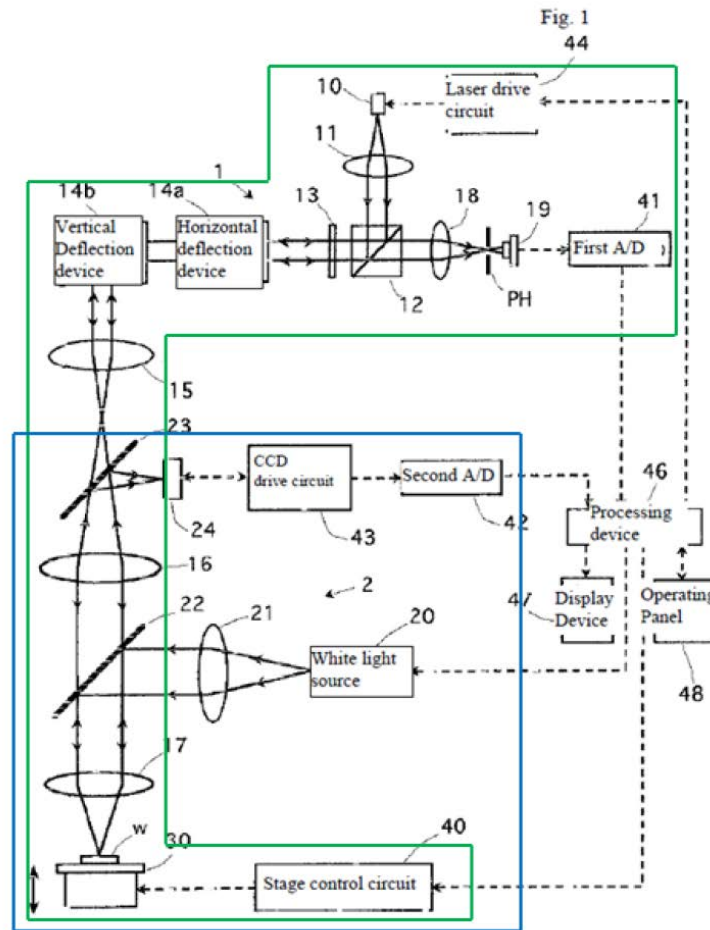 Fig. 1
44
10
Laser drive
circuit
11
1
14b
14a
13
18
19
41
Vertical
Deflection
device
Horizontal
deflection
device
First A/D
12
PH
15
23
CCD
drive circuit
Second A/D
46
24
43
42
Processing
device
16
2
22
21
20
47
Display
Device
Operating
Panel
White light
source
48
17
W
30
40
Stage control circuit